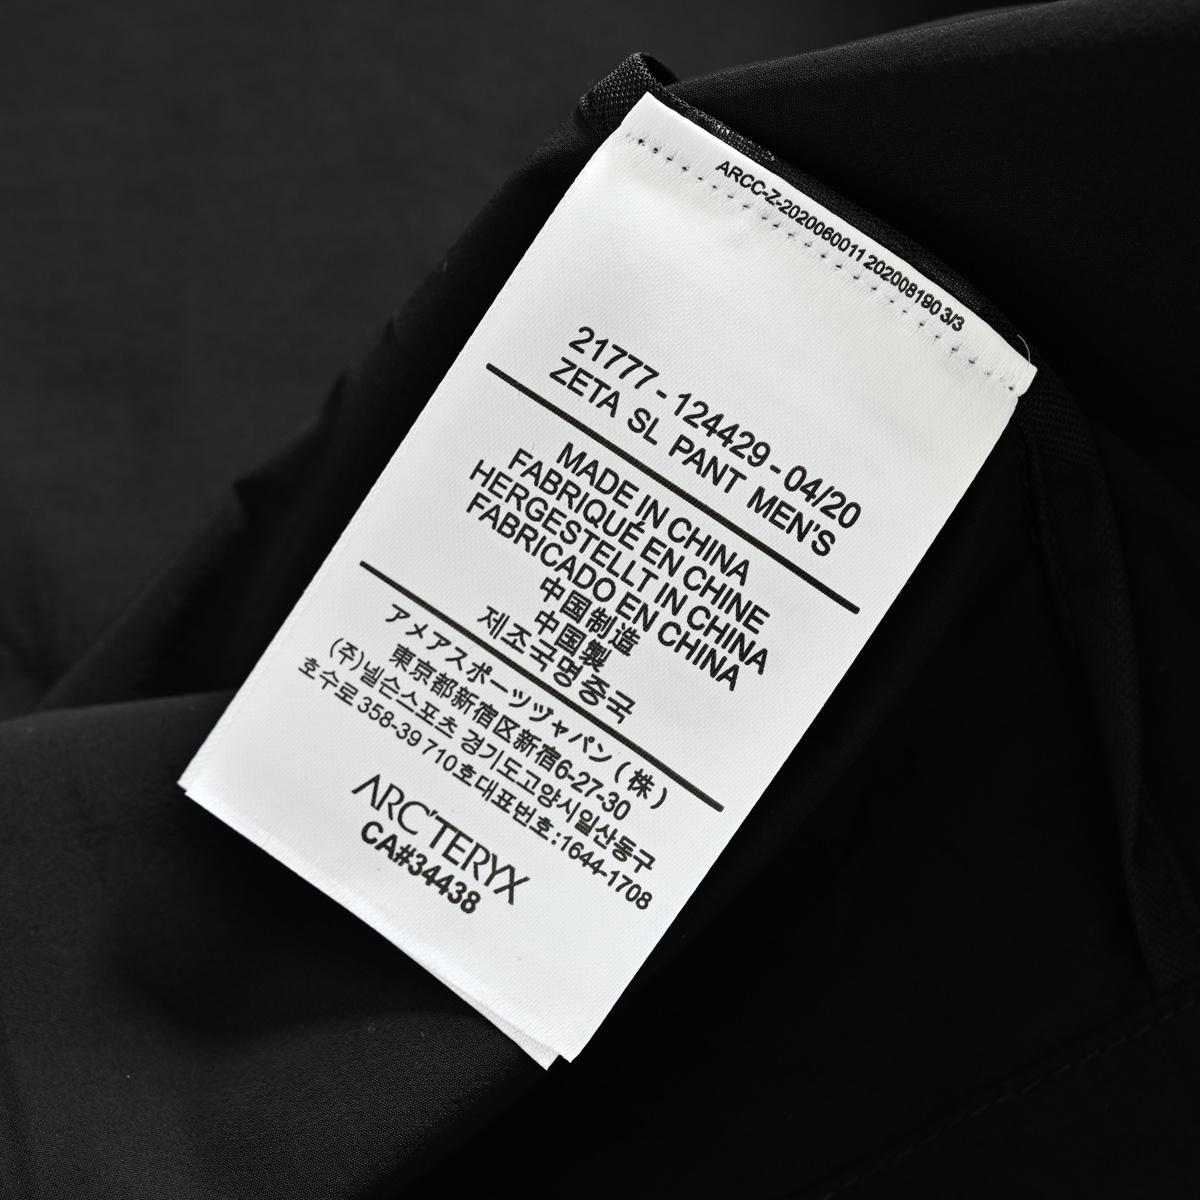 ARCC-Z-2020060011 202008190 3/3
21777 - 124429 - 04/20
ZETA SL PANT MEN'S
MADE IN CHINA
FABRIQUÉ EN CHINE
HERGESTELLT IN CHINA
FABRICADO EN CHINA
中国制造
中国製
제조국명중국
アメアスポーツヅャパン (株)
東京都新宿区新宿6-27-30
(주)넬슨스포츠 경기도고양시일산동구
호수로 358-39 710호대표번호:1644-1708
ARC'TERYX
CA#34438